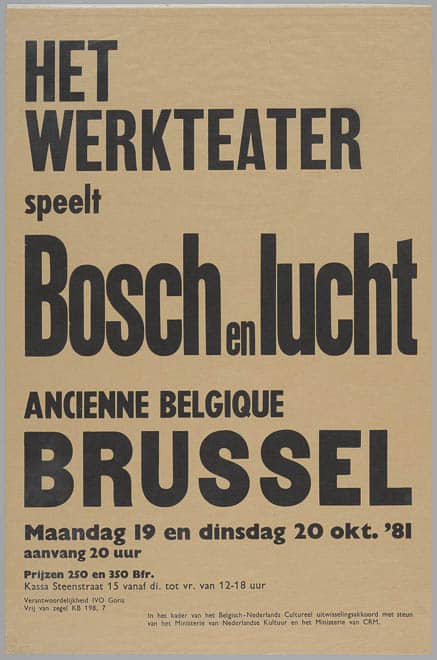 HET
WERKTEATER
speelt
Bosch en lucht
ANCIENNE BELGIQUE
BRUSSEL
Maandag 19 en dinsdag 20 okt. '81
aanvang 20 uur
Prijzen 250 en 350 Bfr.
Kassa Steenstraat 15 vanaf di. tot vr. van 12-18 uur
Verantwoordelijkheid IVO Goris
Vrij van zegel KB 198, 7
In het kader van het Belgisch-Nederlands Cultureel uitwisselingsakkoord met steun
van het Ministerie van Nederlandse Kultuur en het Ministerie van CRM.